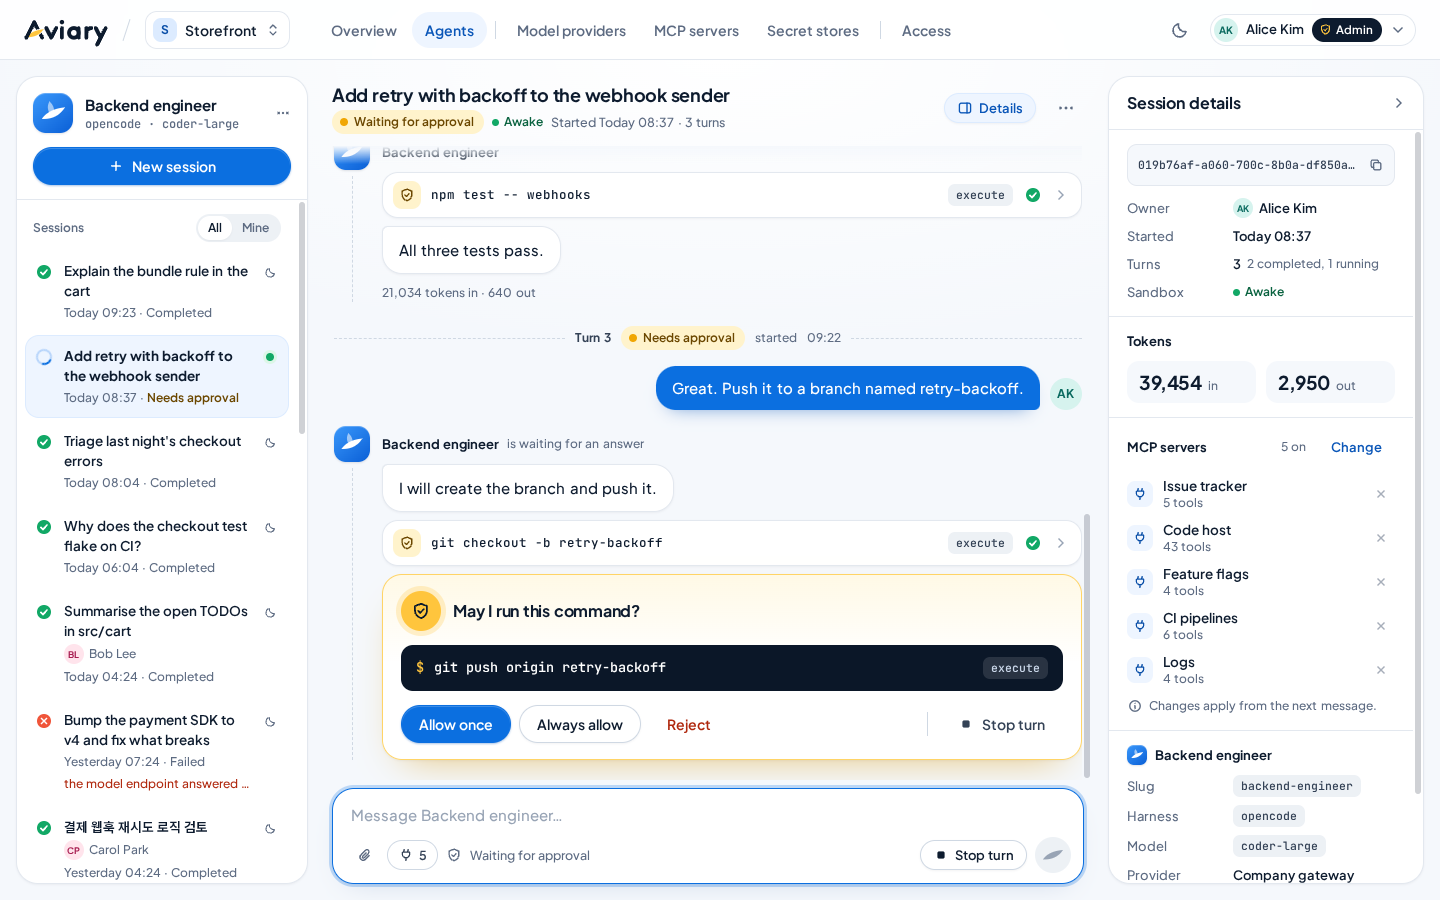 Aviary
/
S Storefront
Overview
Agents
Model providers
MCP servers
Secret stores
Access
AK Alice Kim Admin
Backend engineer
opencode · coder-large
New session
Sessions
All Mine
Explain the bundle rule in the
cart
Today 09:23 · Completed
Add retry with backoff to
the webhook sender
Today 08:37 · Needs approval
Triage last night's checkout
errors
Today 08:04 · Completed
Why does the checkout test
flake on CI?
Today 06:04 · Completed
Summarise the open TODOs
in src/cart
BL Bob Lee
Today 04:24 · Completed
Bump the payment SDK to
v4 and fix what breaks
Yesterday 07:24 · Failed
the model endpoint answered …
결제 웹훅 재시도 로직 검토
CP Carol Park
Yesterday 04:24 · Completed
Add retry with backoff to the webhook sender
Waiting for approval Awake Started Today 08:37 · 3 turns
Details
Backend engineer
npm test -- webhooks execute
All three tests pass.
21,034 tokens in · 640 out
Turn 3 Needs approval started 09:22
Great. Push it to a branch named retry-backoff.
AK
Backend engineer is waiting for an answer
I will create the branch and push it.
git checkout -b retry-backoff execute
May I run this command?
$ git push origin retry-backoff execute
Allow once Always allow Reject Stop turn
Message Backend engineer…
5 Waiting for approval Stop turn
Session details
019b76af-a060-700c-8b0a-df850a…
Owner AK Alice Kim
Started Today 08:37
Turns 3 2 completed, 1 running
Sandbox Awake
Tokens
39,454 in
2,950 out
MCP servers 5 on Change
Issue tracker
5 tools
Code host
43 tools
Feature flags
4 tools
CI pipelines
6 tools
Logs
4 tools
Changes apply from the next message.
Backend engineer
Slug backend-engineer
Harness opencode
Model coder-large
Provider Company gateway